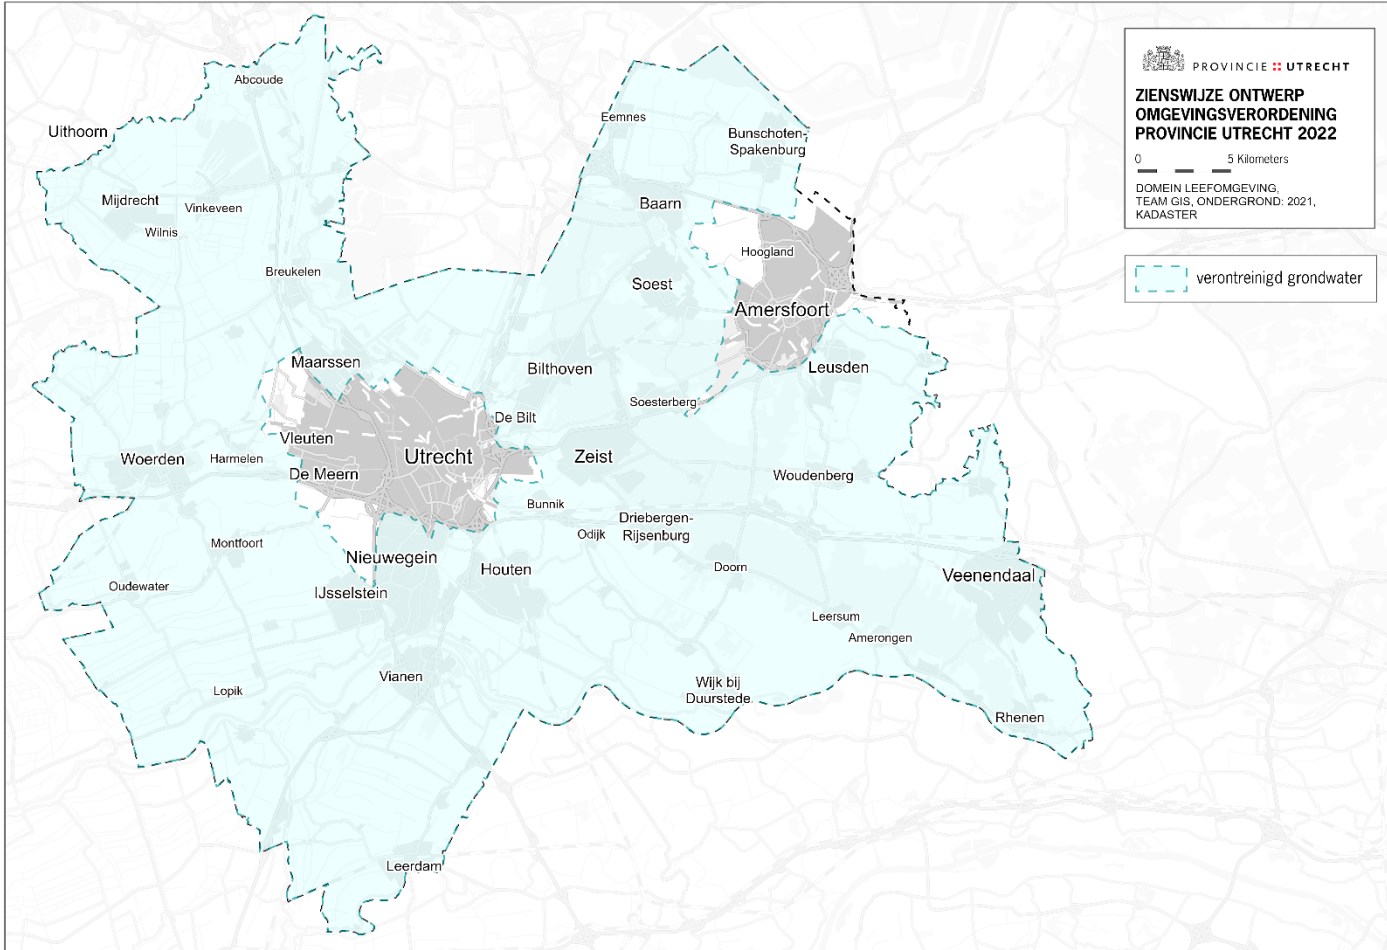 PROVINCIE UTRECHT
ZIENSWIJZE ONTWERP
OMGEVINGSVERORDENING
PROVINCIE UTRECHT 2022
0 5 Kilometers
DOMEIN LEEFOMGEVING,
TEAM GIS, ONDERGROND: 2021,
KADASTER
verontreinigd grondwater
Abcoude
Uithoorn
Eemnes
Bunschoten-
Spakenburg
Mijdrecht
Vinkeveen
Baarn
Wilnis
Hoogland
Breukelen
Soest
Amersfoort
Maarssen
Bilthoven
Leusden
Soesterberg
De Bilt
Vleuten
Woerden
Harmelen
Utrecht
Zeist
De Meern
Woudenberg
Bunnik
Driebergen-
Rijsenburg
Odijk
Montfoort
Nieuwegein
Houten
Doorn
Veenendaal
Oudewater
IJsselstein
Leersum
Amerongen
Vianen
Lopik
Wijk bij
Duurstede
Rhenen
Leerdam